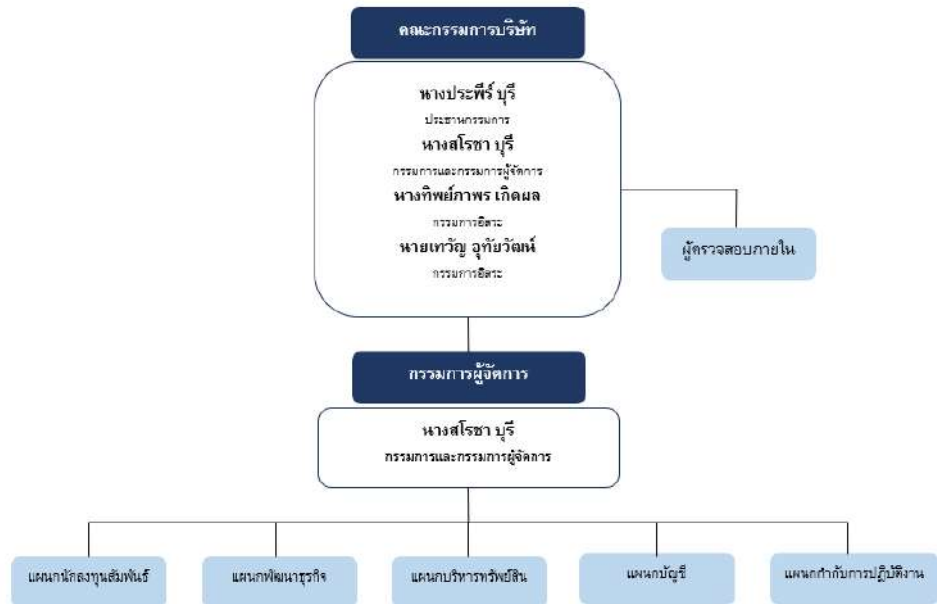 คณะกรรมการบริษัท
นางประพีร์ บุรี
ประธานกรรมการ
นางสโรชา บุรี
กรรมการและกรรมการผู้จัดการ
นางทิพย์ภาพร เกิดผล
กรรมการอิสระ
นายเทวัญ อุทัยวัฒน์
กรรมการอิสระ
ผู้ตรวจสอบภายใน
กรรมการผู้จัดการ
นางสโรชา บุรี
กรรมการและกรรมการผู้จัดการ
แผนกนักลงทุนสัมพันธ์
แผนกพัฒนาธุรกิจ
แผนกบริหารทรัพย์สิน
แผนกบัญชี
แผนกกำกับการปฏิบัติงาน